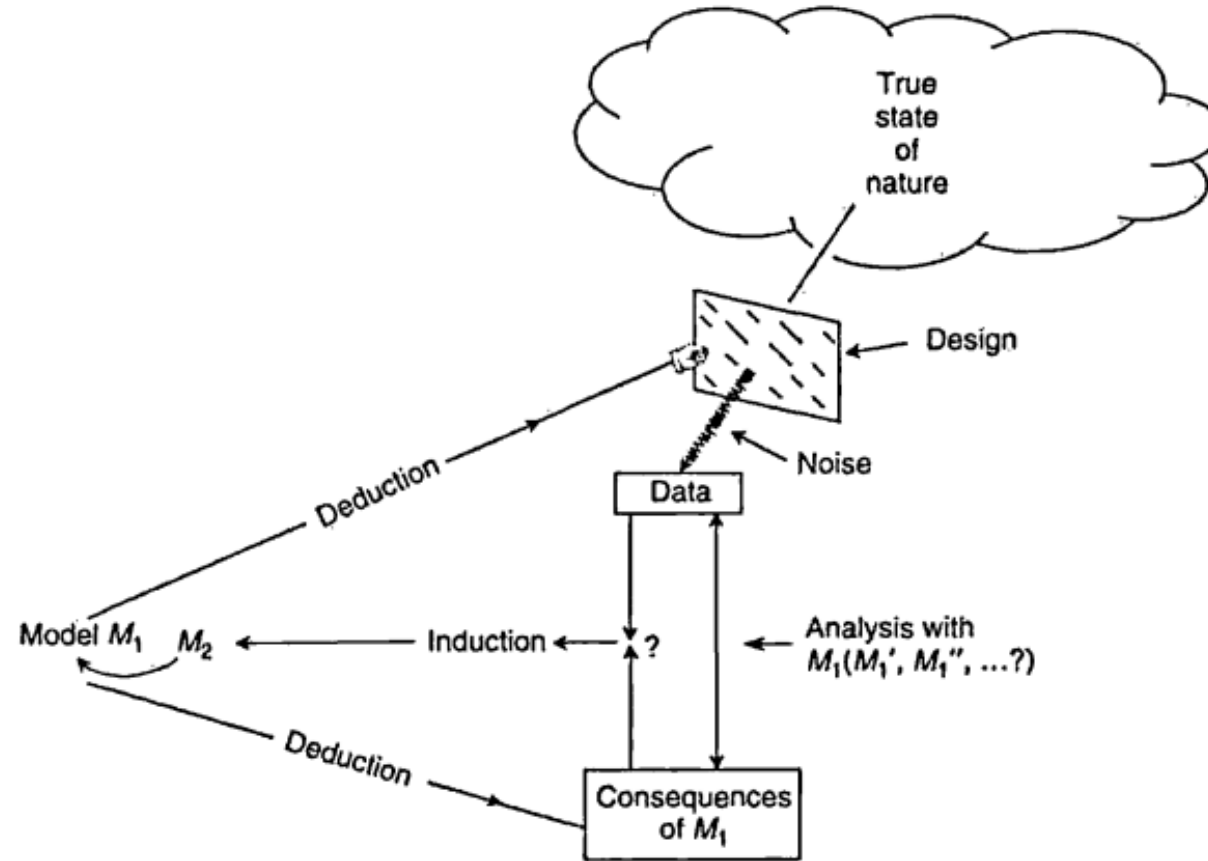 True
state
of
nature
Design
Noise
Data
Deduction
Model M₁
M₂
Induction
?
Analysis with
M₁(M₁′, M₁″, ...?)
Deduction
Consequences
of M₁